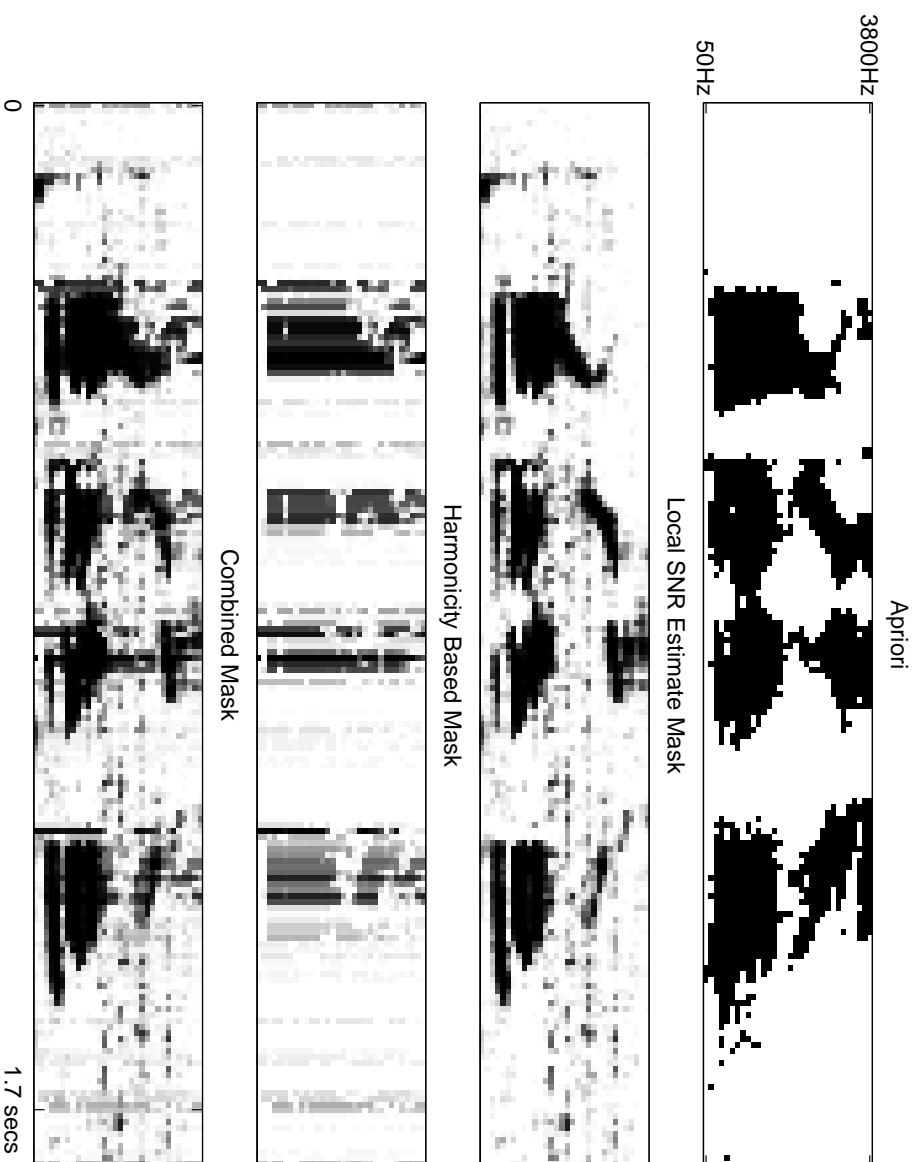 Apriori
3800Hz
50Hz
Local SNR Estimate Mask
Harmonicity Based Mask
Combined Mask
0
1.7 secs